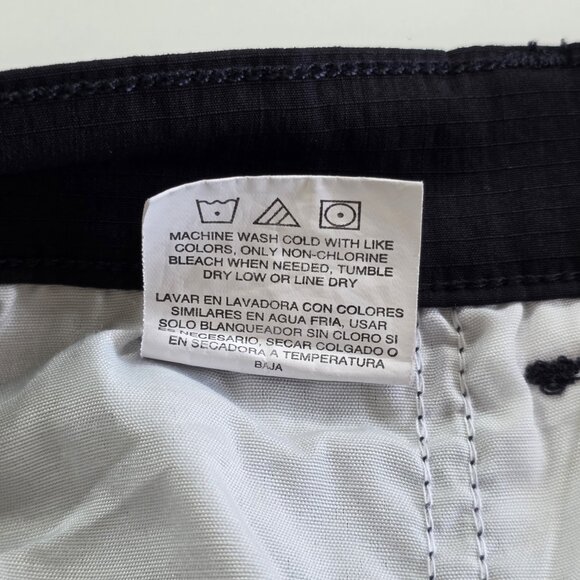 MACHINE WASH COLD WITH LIKE
COLORS, ONLY NON-CHLORINE
BLEACH WHEN NEEDED, TUMBLE
DRY LOW OR LINE DRY
LAVAR EN LAVADORA CON COLORES
SIMILARES EN AGUA FRIA, USAR
SOLO BLANQUEADOR SIN CLORO SI
ES NECESARIO, SECAR COLGADO O
EN SECADORA A TEMPERATURA
BAJA